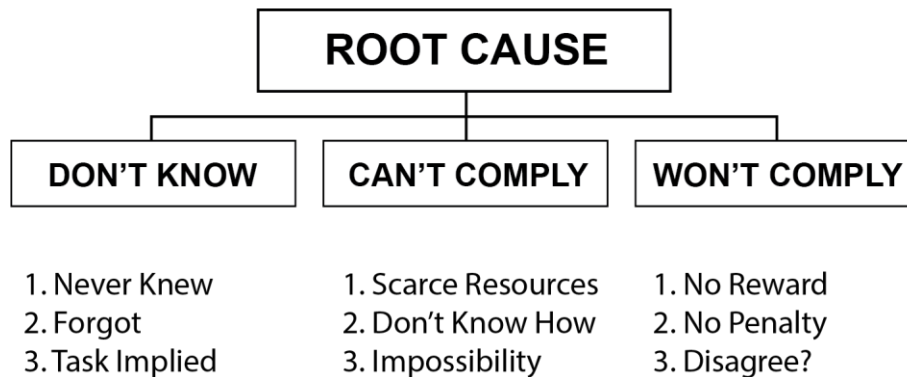 ROOT CAUSE
DON’T KNOW
CAN’T COMPLY
WON’T COMPLY
1. Never Knew
2. Forgot
3. Task Implied
1. Scarce Resources
2. Don’t Know How
3. Impossibility
1. No Reward
2. No Penalty
3. Disagree?